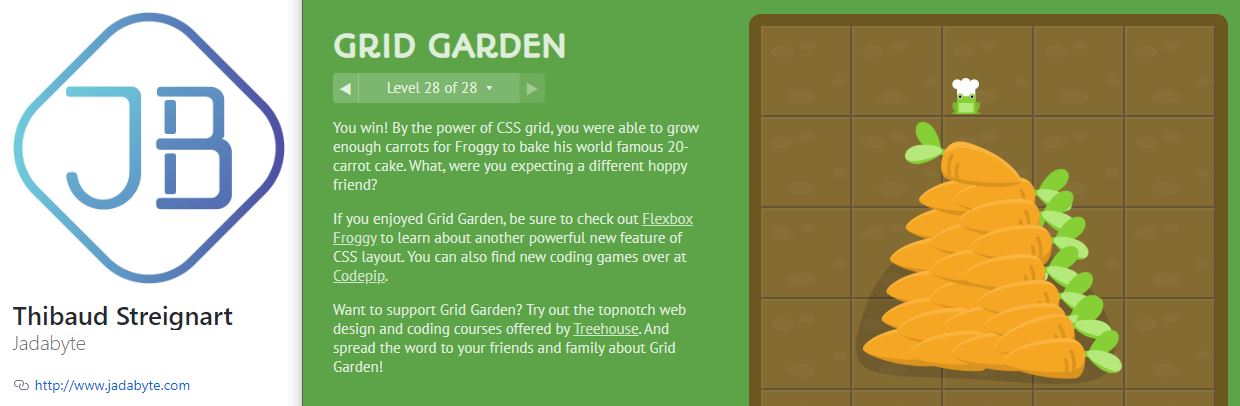 JB
Thibaud Streignart
Jadabyte
http://www.jadabyte.com
GRID GARDEN
Level 28 of 28
You win! By the power of CSS grid, you were able to grow
enough carrots for Froggy to bake his world famous 20-
carrot cake. What, were you expecting a different hoppy
friend?
If you enjoyed Grid Garden, be sure to check out Flexbox
Froggy to learn about another powerful new feature of
CSS layout. You can also find new coding games over at
Codepip.
Want to support Grid Garden? Try out the topnotch web
design and coding courses offered by Treehouse. And
spread the word to your friends and family about Grid
Garden!